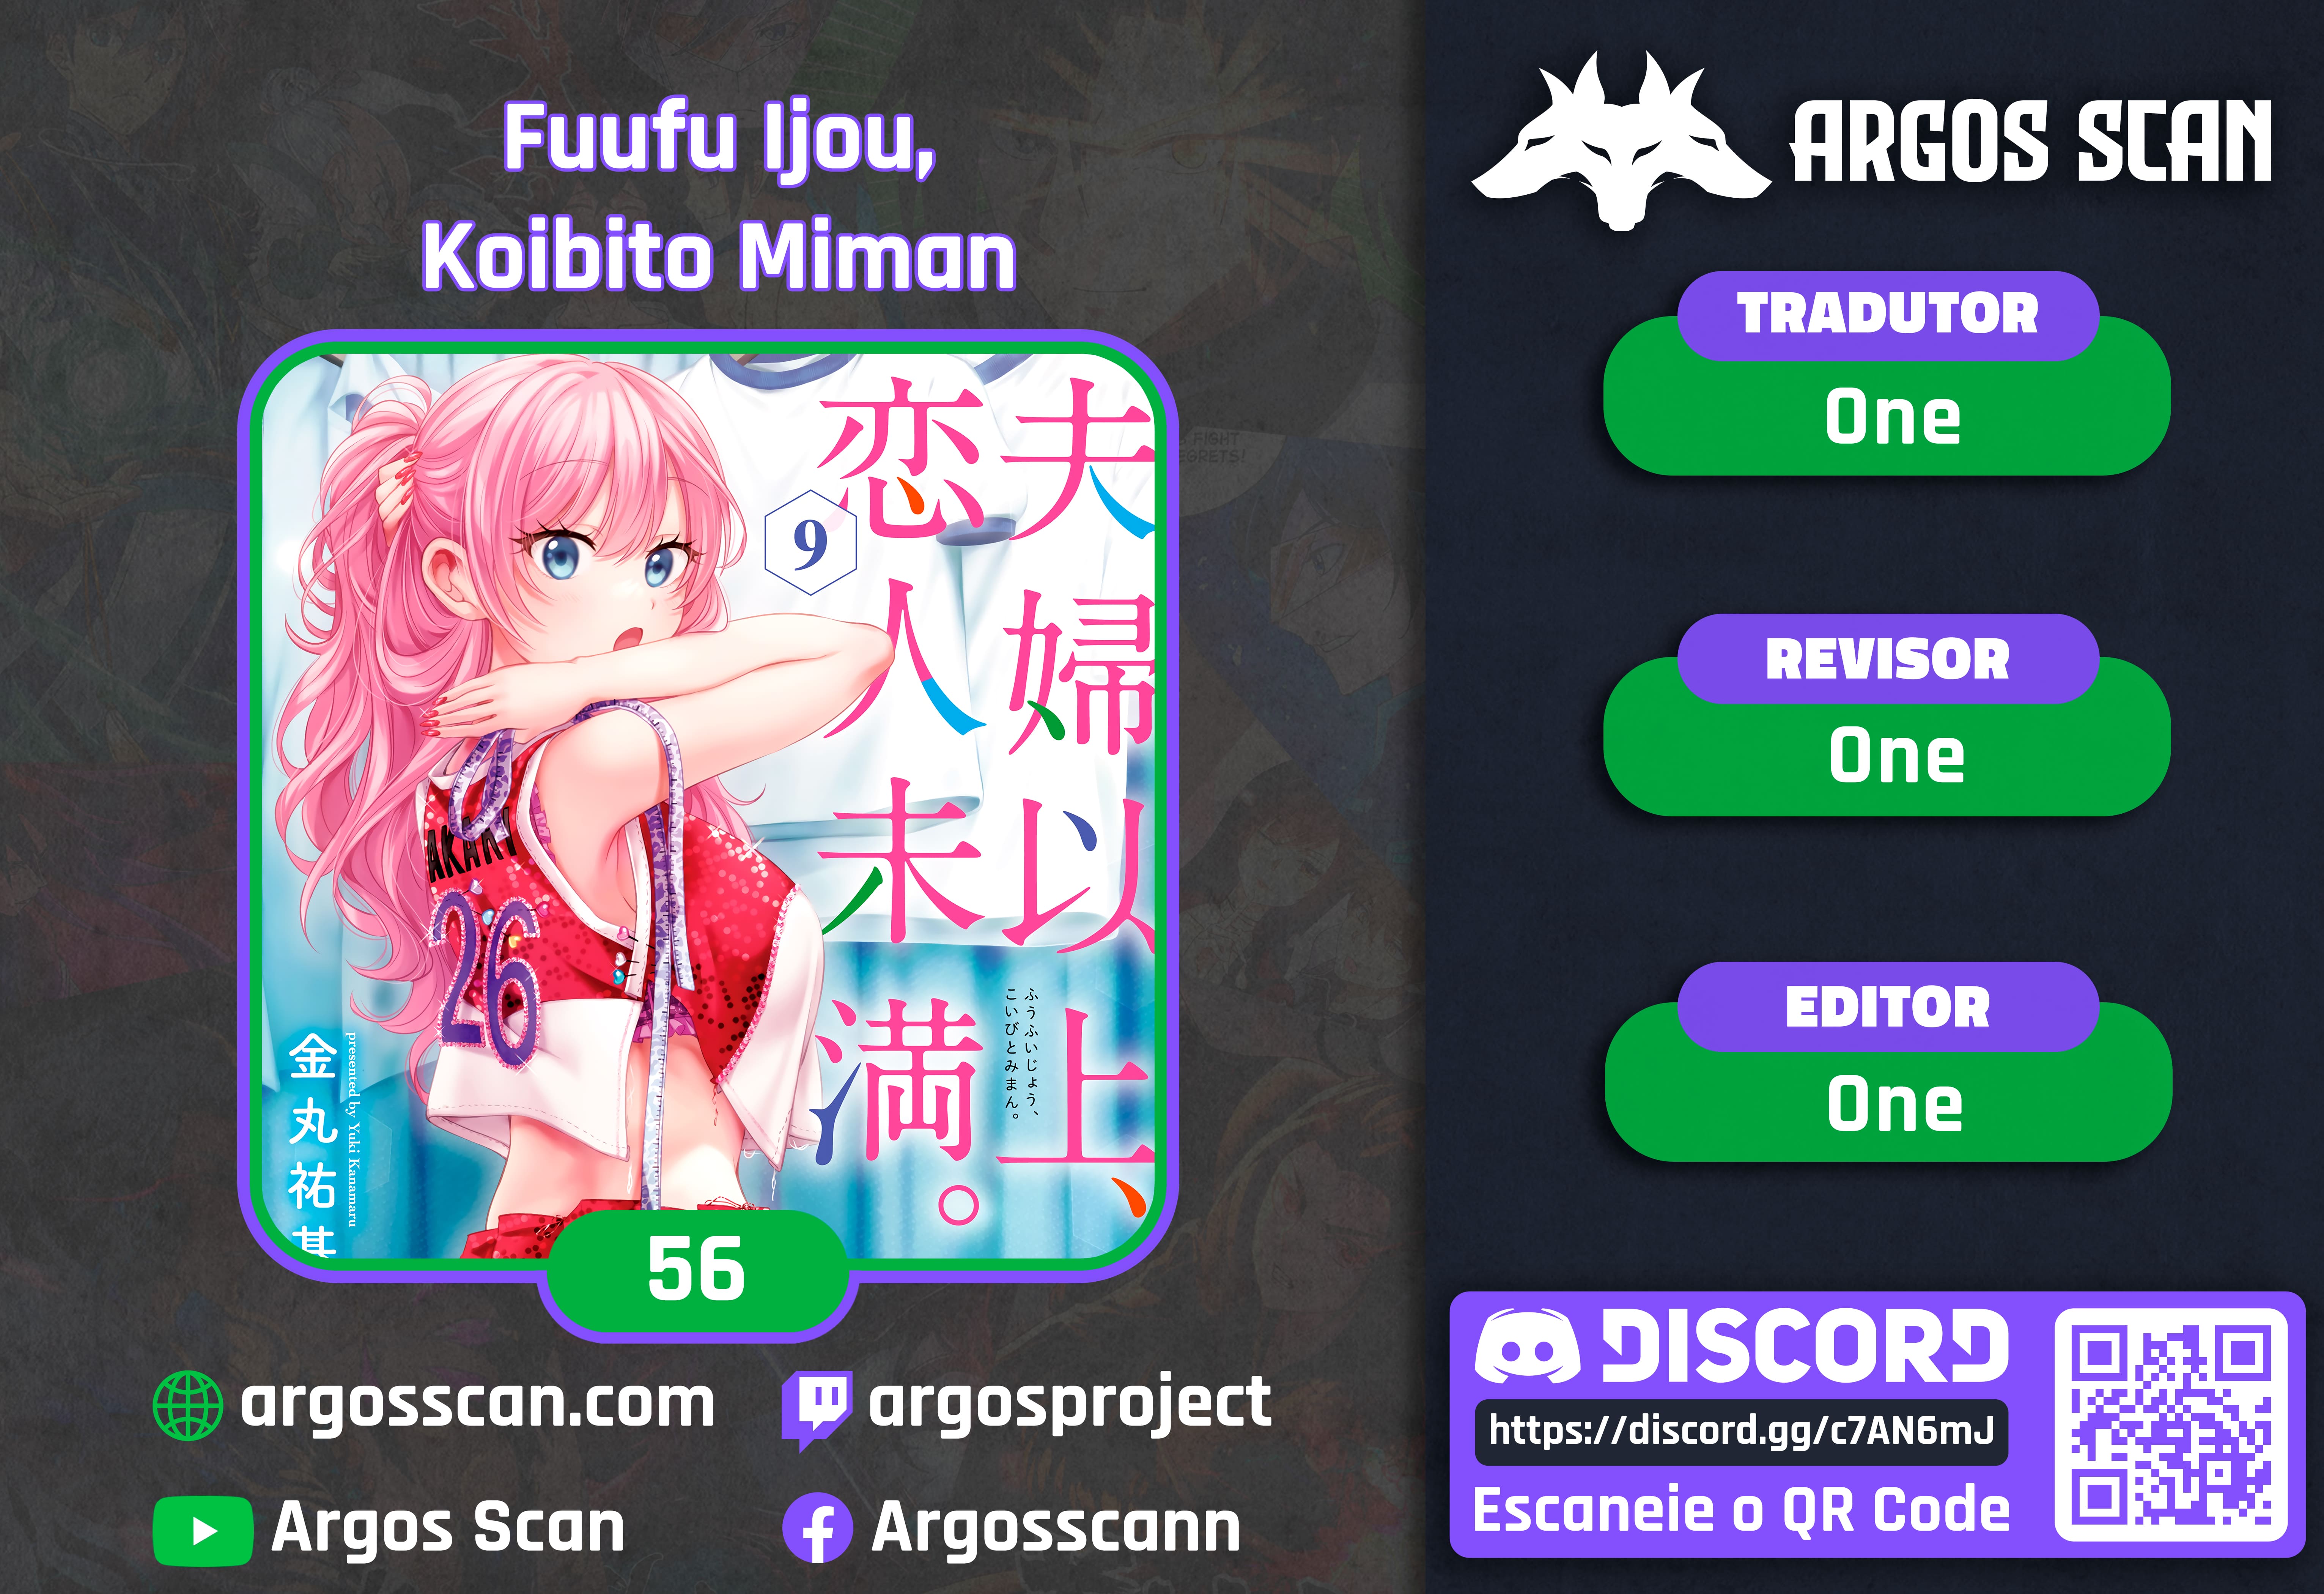 Fuufu Ijou,
Koibito Miman
夫婦以上、
恋人未満。
ふうふいじょう、
こいびとみまん。
9
AKARI
26
金丸祐基
presented by Yuki Kanamaru
56
argosscan.com
argosproject
Argos Scan
Argosscann
ARGOS SCAN
TRADUTOR
One
REVISOR
One
EDITOR
One
DISCORD
https://discord.gg/c7AN6mJ
Escaneie o QR Code